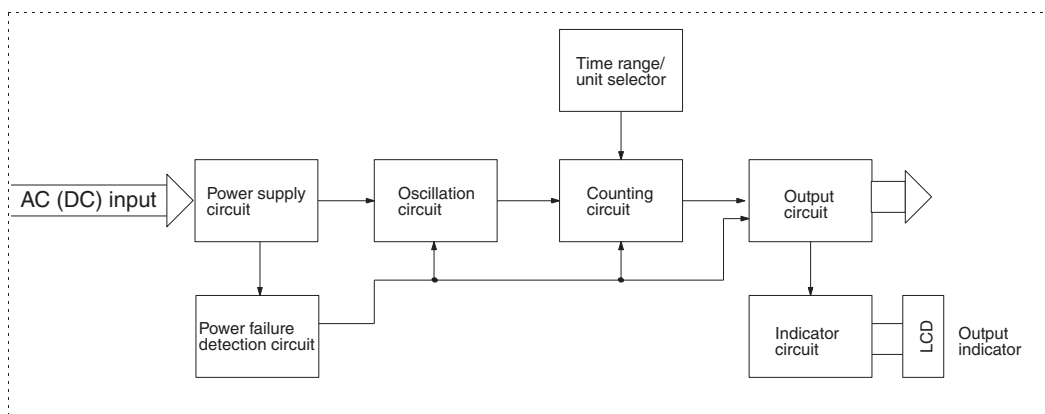 Time range/
unit selector
AC (DC) input
Power supply
circuit
Oscillation
circuit
Counting
circuit
Output
circuit
Power failure
detection circuit
Indicator
circuit
LCD
Output
indicator